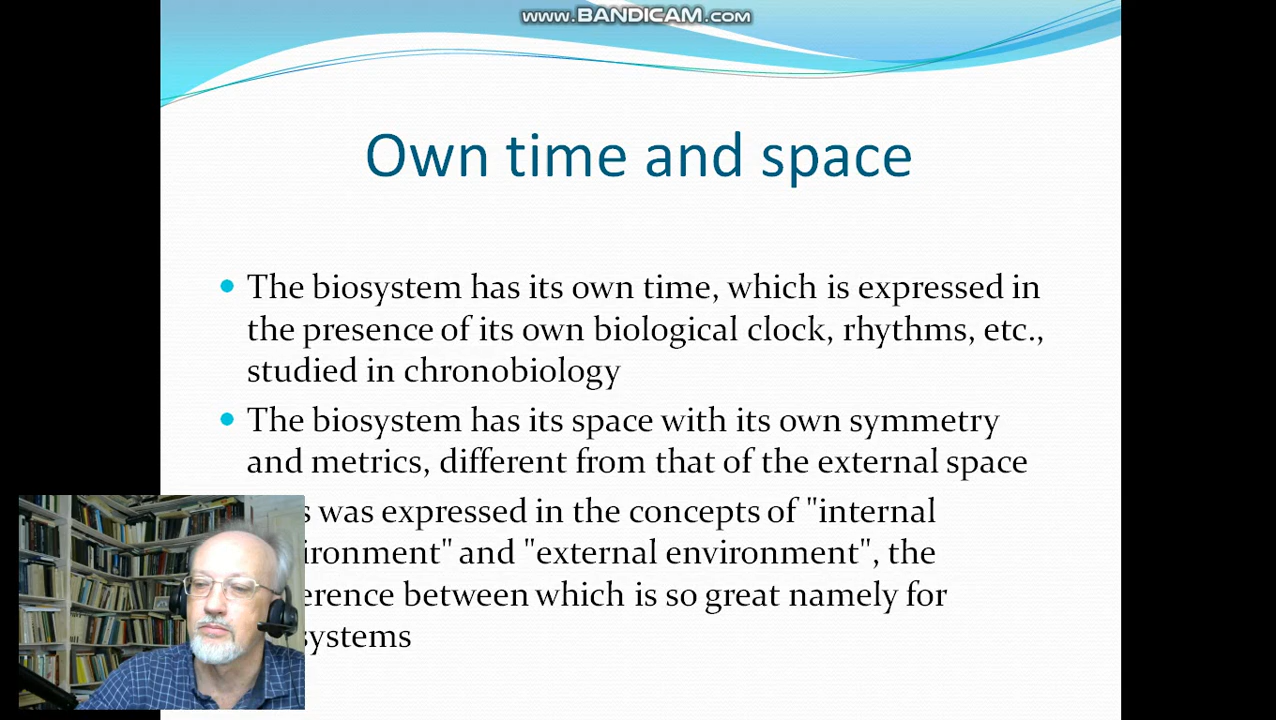 www.BANDICAM.com
Own time and space
The biosystem has its own time, which is expressed in
the presence of its own biological clock, rhythms, etc.,
studied in chronobiology
The biosystem has its space with its own symmetry
and metrics, different from that of the external space
was expressed in the concepts of "internal
and "external environment", the
between which is so great namely for